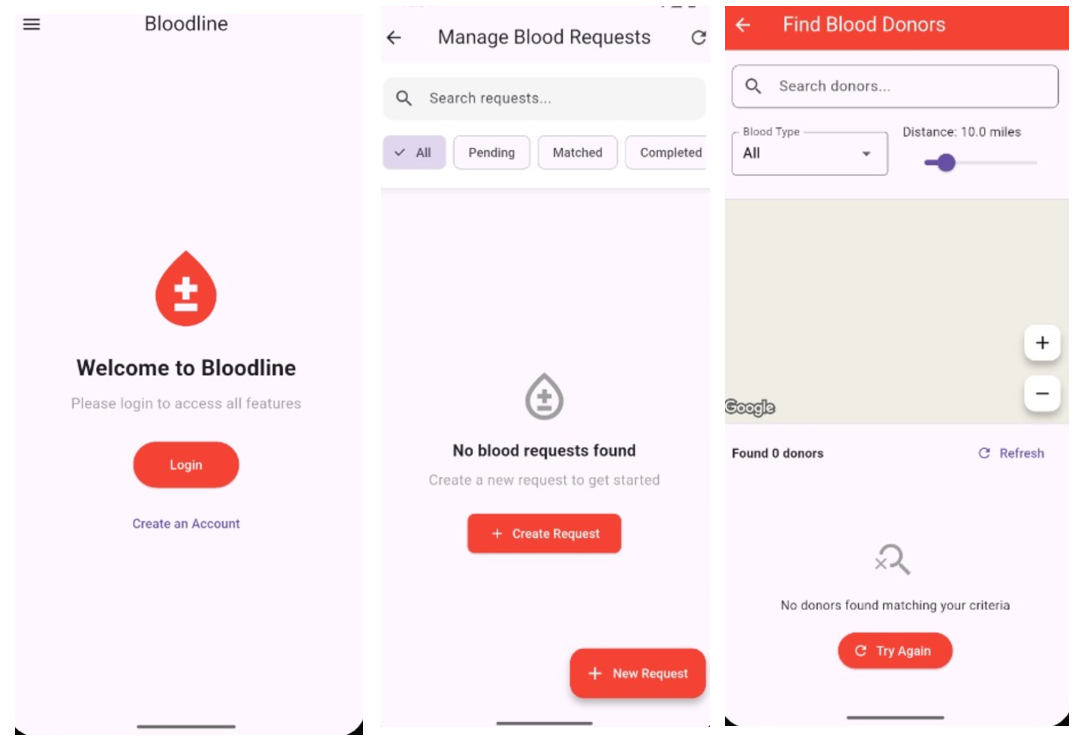 Bloodline
Welcome to Bloodline
Please login to access all features
Login
Create an Account
Manage Blood Requests
Search requests...
All
Pending
Matched
Completed
No blood requests found
Create a new request to get started
+ Create Request
+ New Request
Find Blood Donors
Search donors...
Blood Type
All
Distance: 10.0 miles
+
−
Google
Found 0 donors
Refresh
No donors found matching your criteria
Try Again